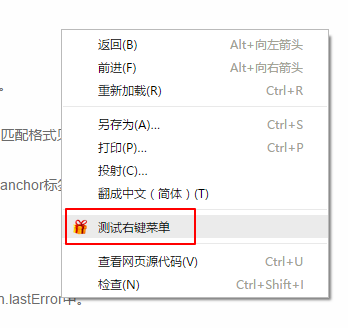 返回(B) Alt+向左箭头
前进(F) Alt+向右箭头
重新加载(R) Ctrl+R
。
另存为(A)... Ctrl+S
匹配格式
打印(P)... Ctrl+P
投射(C)...
anchor标
翻成中文（简体）(T)
测试右键菜单
查看网页源代码(V) Ctrl+U
检查(N) Ctrl+Shift+I
n.lastError中。